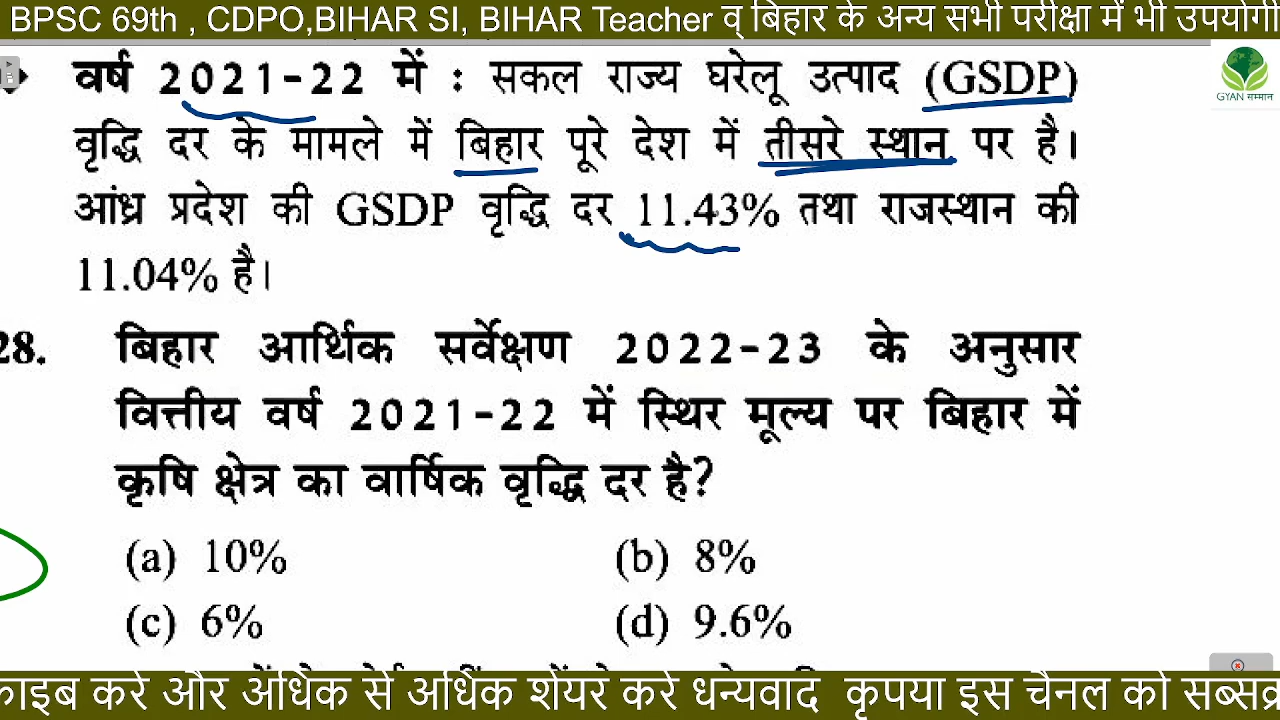 BPSC 69th , CDPO,BIHAR SI, BIHAR Teacher व् बिहार के अन्य सभी परीक्षा में भी उपयोगी
वर्ष 2021-22 में : सकल राज्य घरेलू उत्पाद (GSDP)
GYAN सम्मान
वृद्धि दर के मामले में बिहार पूरे देश में तीसरे स्थान पर है।
आंध्र प्रदेश की GSDP वृद्धि दर 11.43% तथा राजस्थान की
11.04% है।
28. बिहार आर्थिक सर्वेक्षण 2022-23 के अनुसार
वित्तीय वर्ष 2021-22 में स्थिर मूल्य पर बिहार में
कृषि क्षेत्र का वार्षिक वृद्धि दर है?
(a) 10% (b) 8%
(c) 6% (d) 9.6%
करे और अधिक से अधिक शेयर करे धन्यवाद कृपया इस चैनल को